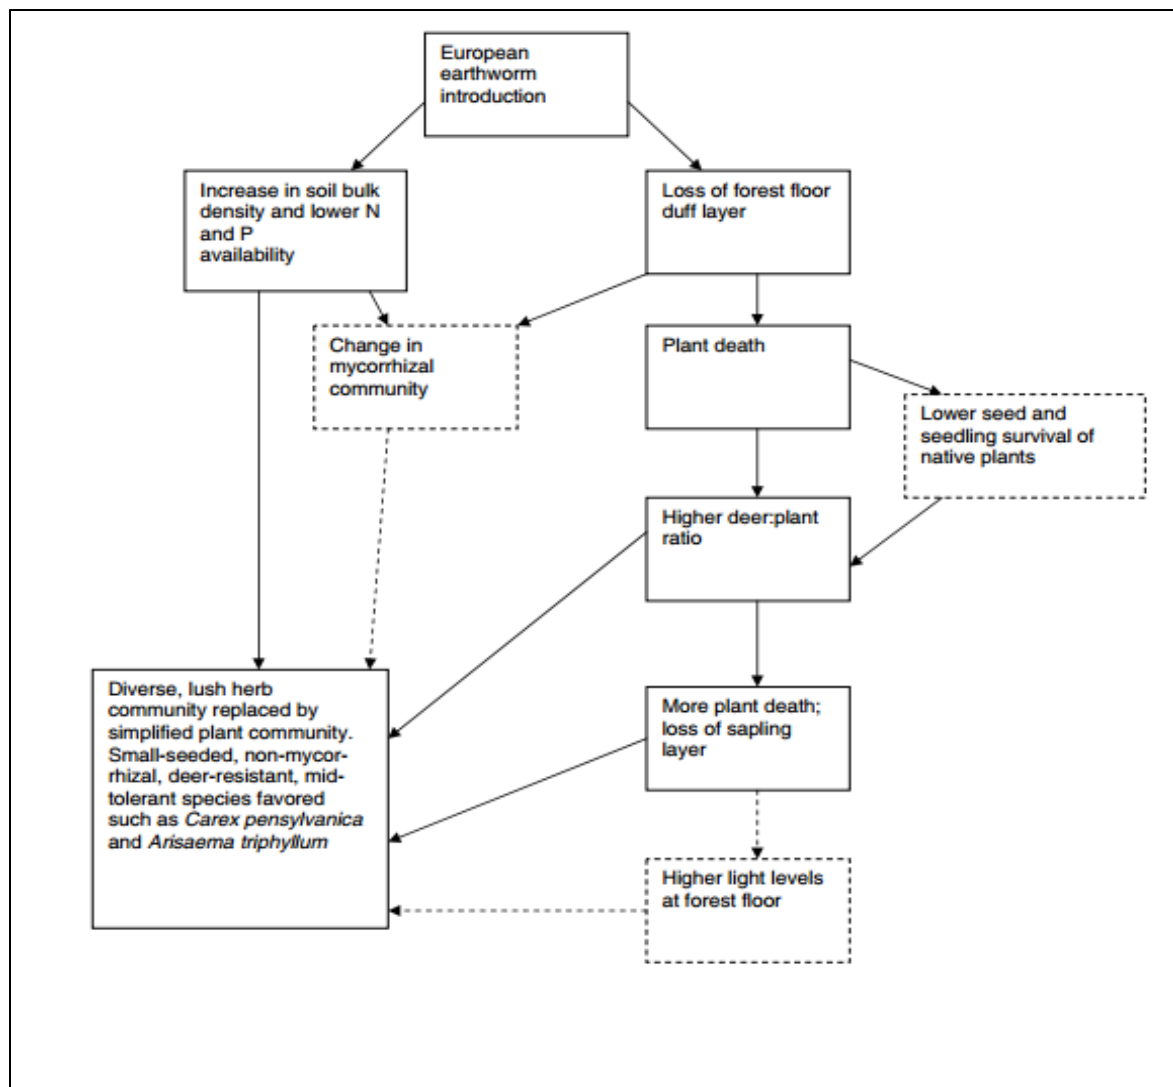 European
earthworm
introduction
Increase in soil bulk
density and lower N
and P
availability
Loss of forest floor
duff layer
Change in
mycorrhizal
community
Plant death
Lower seed and
seedling survival of
native plants
Higher deer:plant
ratio
Diverse, lush herb
community replaced by
simplified plant community.
Small-seeded, non-mycor-
rhizal, deer-resistant, mid-
tolerant species favored
such as Carex pensylvanica
and Arisaema triphyllum
More plant death;
loss of sapling
layer
Higher light levels
at forest floor